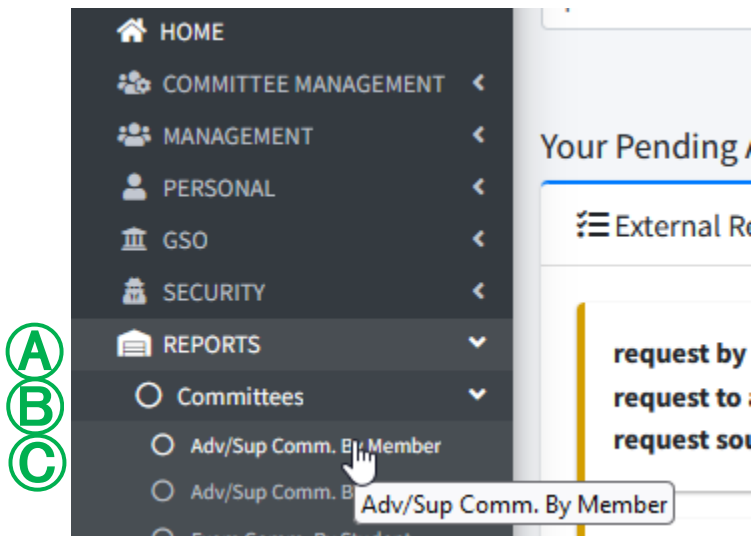 HOME
COMMITTEE MANAGEMENT
MANAGEMENT
Your Pending
PERSONAL
External Re
GSO
SECURITY
A REPORTS
request by
B Committees
request to
C Adv/Sup Comm. By Member
request sou
Adv/Sup Comm. B
Adv/Sup Comm. By Member